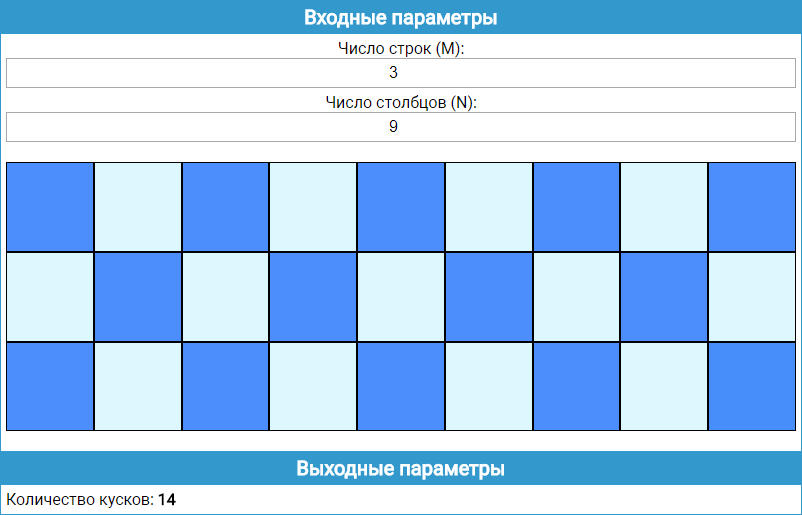 Входные параметры
Число строк (M):
3
Число столбцов (N):
9
Выходные параметры
Количество кусков: 14